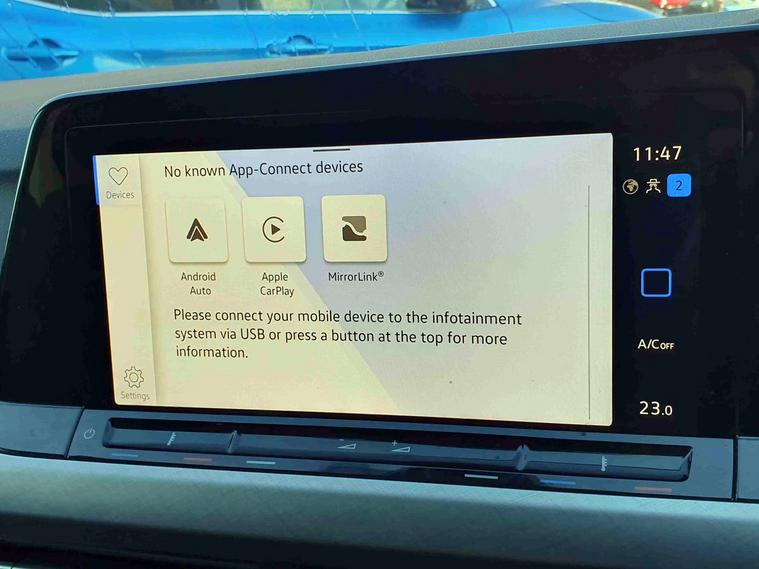 No known App-Connect devices
11:47
2
Devices
Android
Auto
Apple
CarPlay
MirrorLink®
Please connect your mobile device to the infotainment
system via USB or press a button at the top for more
information.
A/C OFF
Settings
23.0